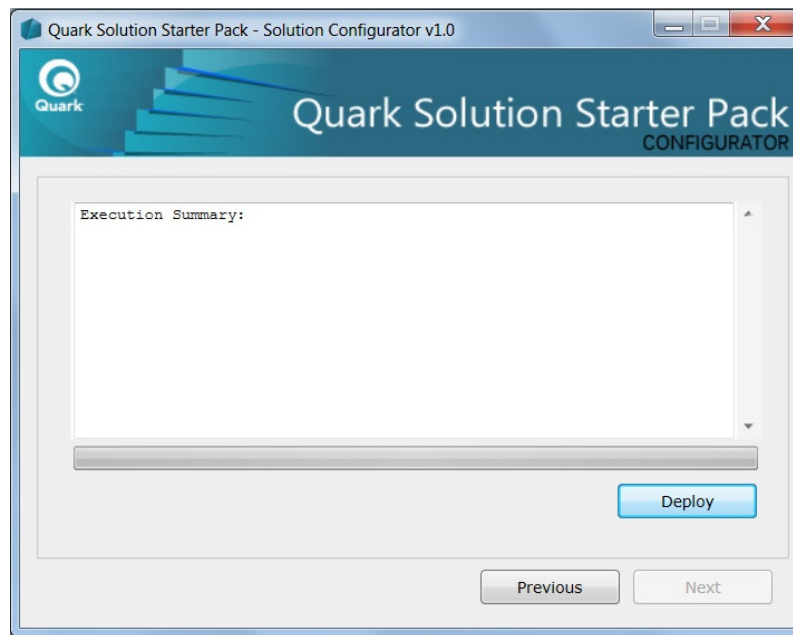 Quark Solution Starter Pack - Solution Configurator v1.0
Quark
Quark Solution Starter Pack
CONFIGURATOR
Execution Summary:
Deploy
Previous
Next